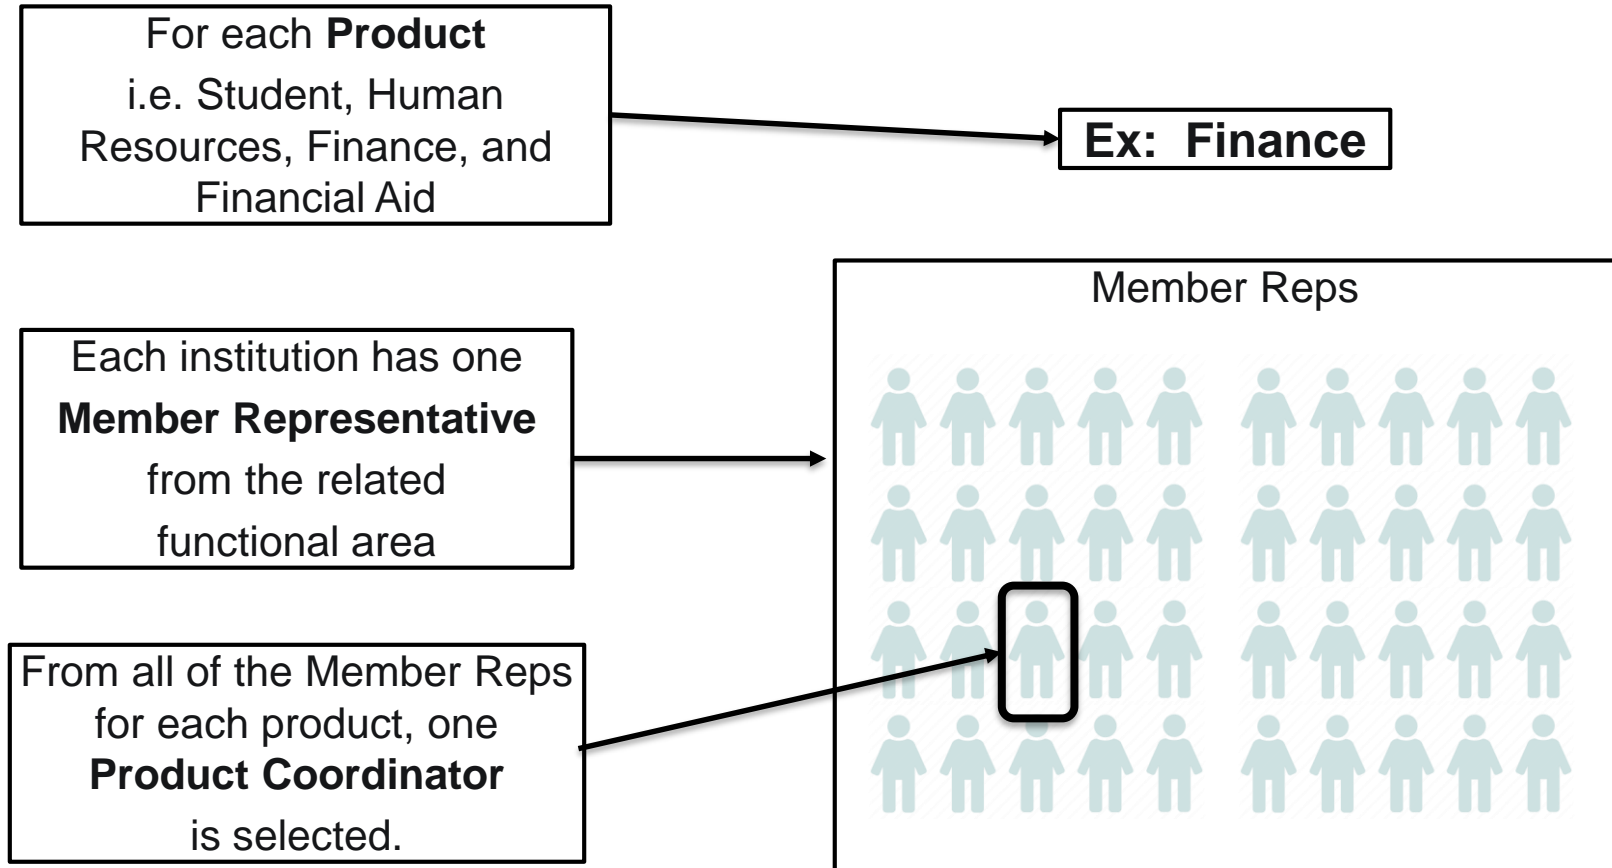 For each Product
i.e. Student, Human
Resources, Finance, and
Financial Aid
Ex: Finance
Each institution has one
Member Representative
from the related
functional area
Member Reps
From all of the Member Reps
for each product, one
Product Coordinator
is selected.